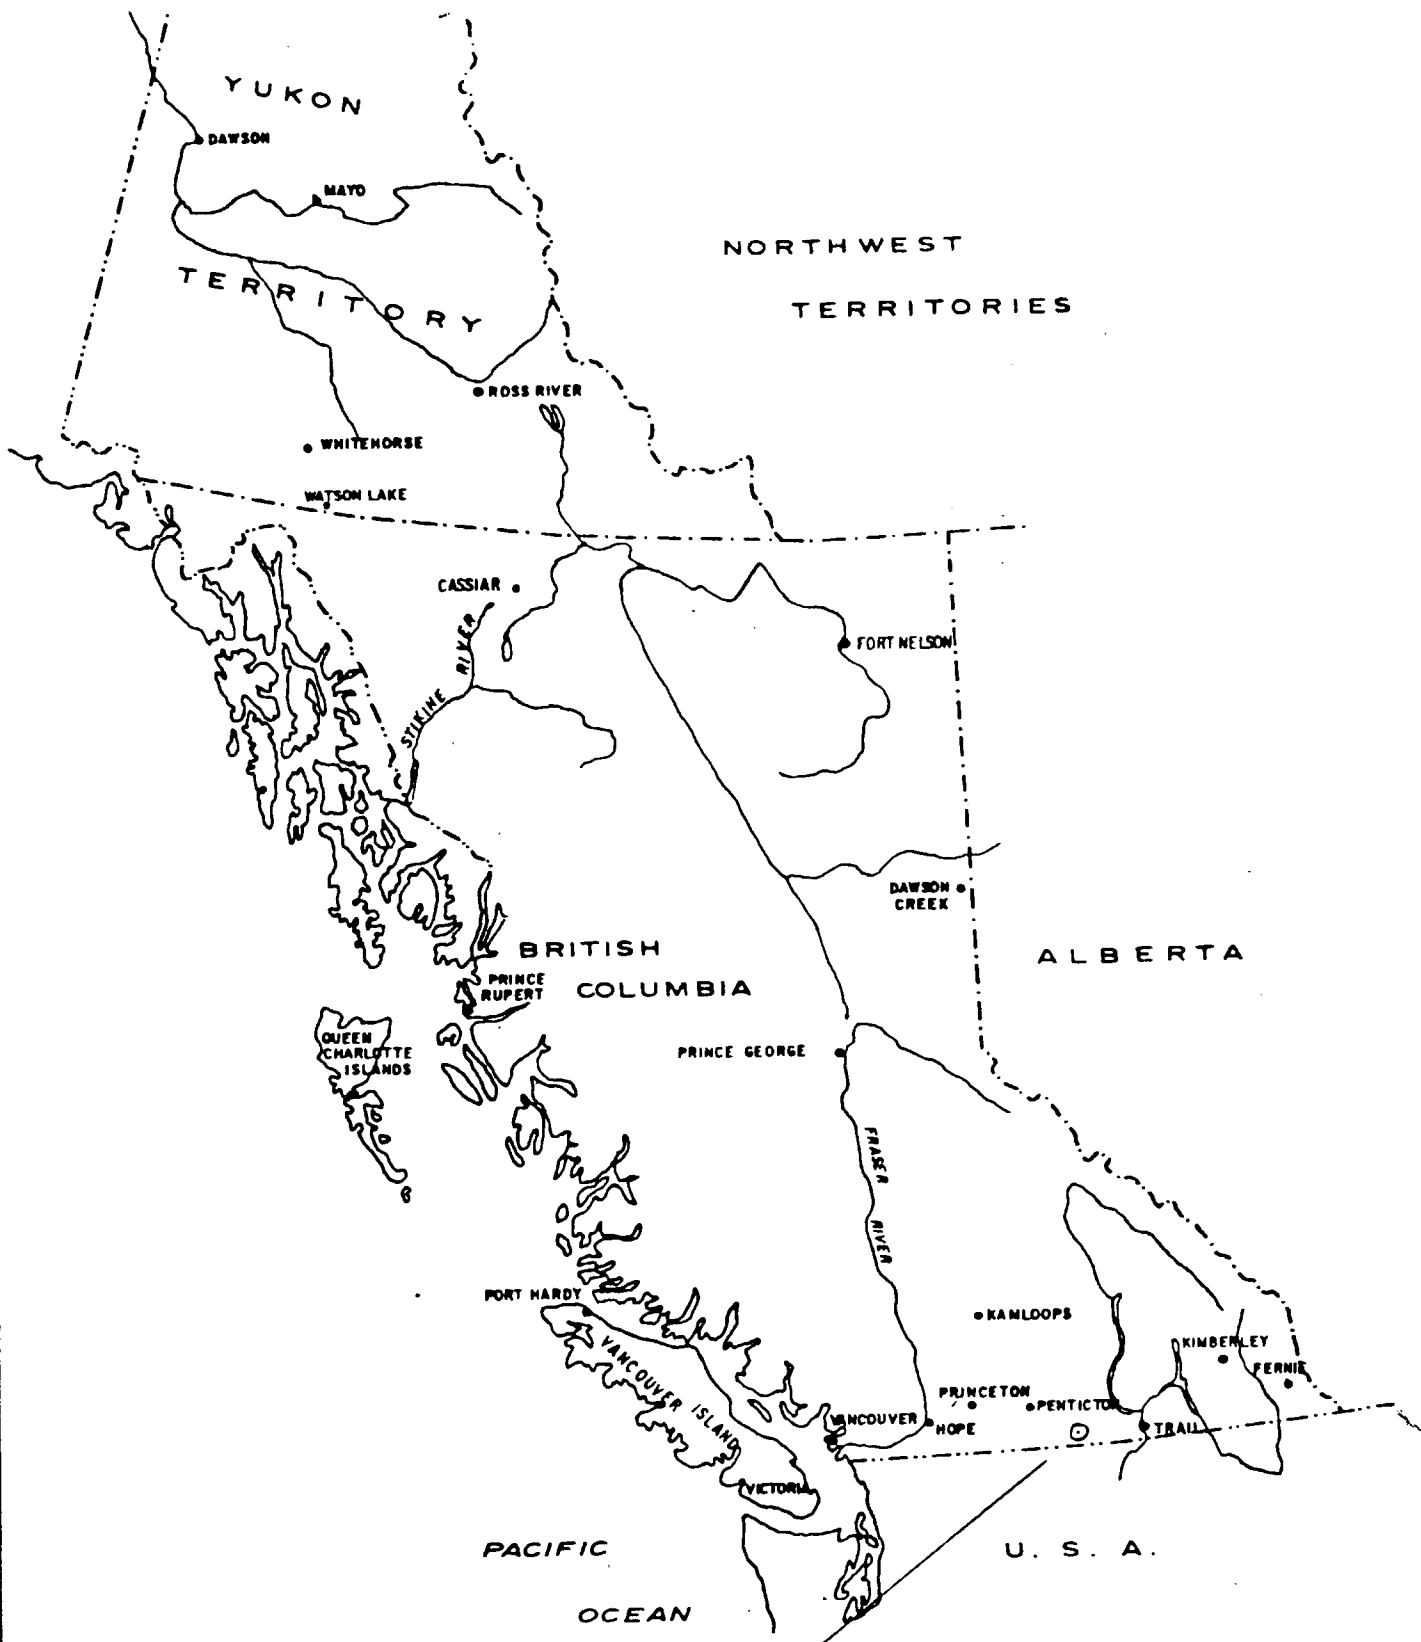 YUKON
DAWSON
MAYO
NORTHWEST
TERRITORY
TERRITORIES
ROSS RIVER
WHITEHORSE
WATSON LAKE
CASSIAR
STIKINE RIVER
FORT NELSON
DAWSON
CREEK
BRITISH
COLUMBIA
ALBERTA
PRINCE
RUPERT
QUEEN
CHARLOTTE
ISLANDS
PRINCE GEORGE
FRASER RIVER
PORT HARDY
KAMLOOPS
VANCOUVER ISLAND
KIMBERLEY
FERNIE
PRINCETON
PENTICTON
VANCOUVER
HOPE
TRAIL
VICTORIA
PACIFIC
OCEAN
U. S. A.